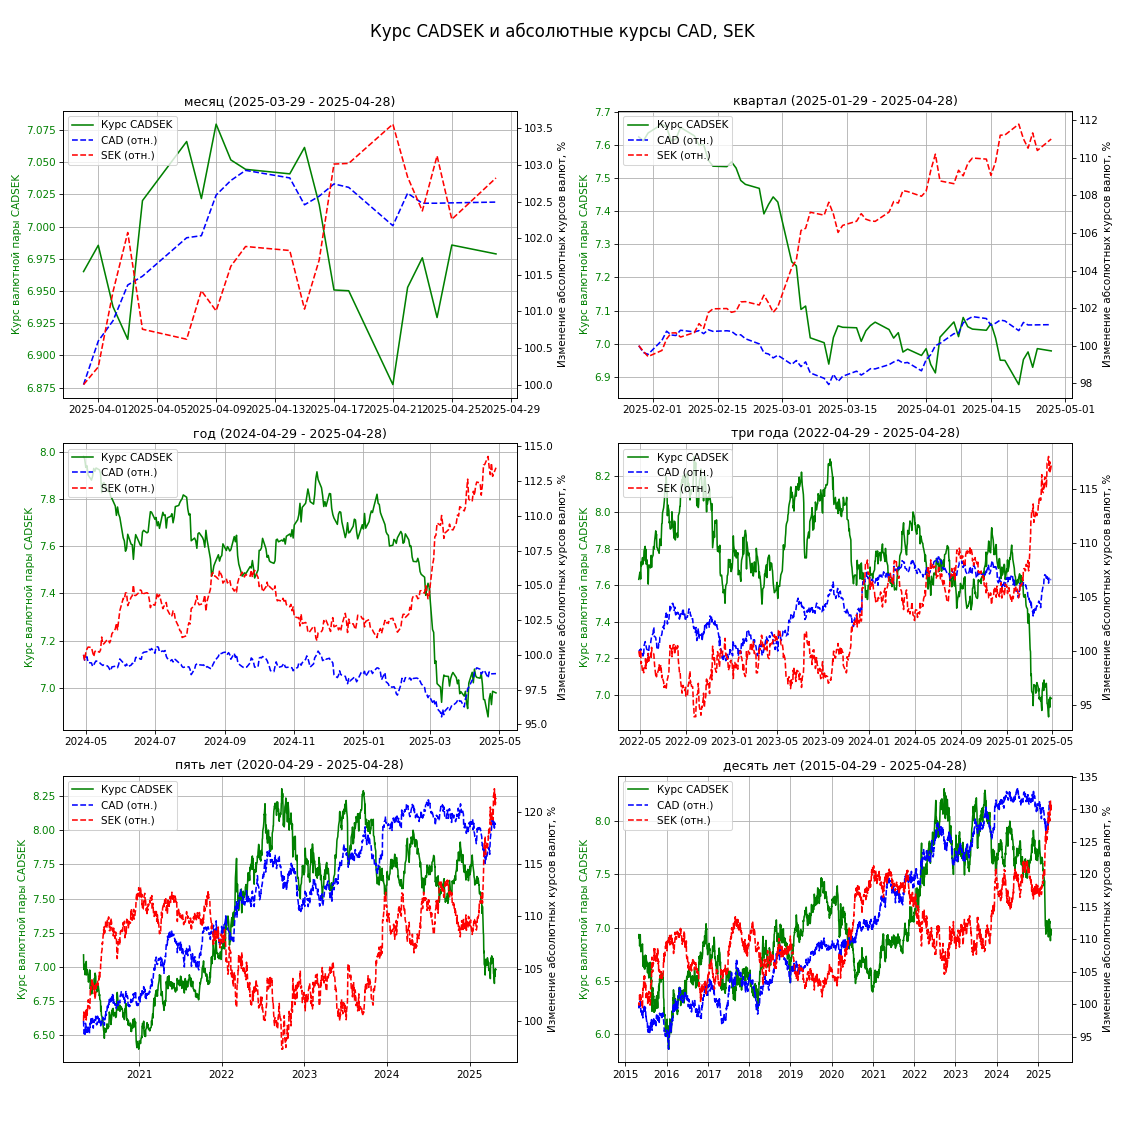 Курс CADSEK и абсолютные курсы CAD, SEK
месяц (2025-03-29 - 2025-04-28)
Курс CADSEK
CAD (отн.)
SEK (отн.)
Курс валютной пары CADSEK
7.075
7.050
7.025
7.000
6.975
6.950
6.925
6.900
6.875
103.5
103.0
102.5
102.0
101.5
101.0
100.5
100.0
Изменение абсолютных курсов валют, %
2025-04-01 2025-04-05 2025-04-09 2025-04-13 2025-04-17 2025-04-21 2025-04-25 2025-04-29
квартал (2025-01-29 - 2025-04-28)
Курс CADSEK
CAD (отн.)
SEK (отн.)
Курс валютной пары CADSEK
7.7
7.6
7.5
7.4
7.3
7.2
7.1
7.0
6.9
112
110
108
106
104
102
100
98
Изменение абсолютных курсов валют, %
2025-02-01 2025-02-15 2025-03-01 2025-03-15 2025-04-01 2025-04-15 2025-05-01
год (2024-04-29 - 2025-04-28)
Курс CADSEK
CAD (отн.)
SEK (отн.)
Курс валютной пары CADSEK
8.0
7.8
7.6
7.4
7.2
7.0
115.0
112.5
110.0
107.5
105.0
102.5
100.0
97.5
95.0
Изменение абсолютных курсов валют, %
2024-05 2024-07 2024-09 2024-11 2025-01 2025-03 2025-05
три года (2022-04-29 - 2025-04-28)
Курс CADSEK
CAD (отн.)
SEK (отн.)
Курс валютной пары CADSEK
8.2
8.0
7.8
7.6
7.4
7.2
7.0
115
110
105
100
95
Изменение абсолютных курсов валют, %
2022-05 2022-09 2023-01 2023-05 2023-09 2024-01 2024-05 2024-09 2025-01 2025-05
пять лет (2020-04-29 - 2025-04-28)
Курс CADSEK
CAD (отн.)
SEK (отн.)
Курс валютной пары CADSEK
8.25
8.00
7.75
7.50
7.25
7.00
6.75
6.50
120
115
110
105
100
Изменение абсолютных курсов валют, %
2021 2022 2023 2024 2025
десять лет (2015-04-29 - 2025-04-28)
Курс CADSEK
CAD (отн.)
SEK (отн.)
Курс валютной пары CADSEK
8.0
7.5
7.0
6.5
6.0
135
130
125
120
115
110
105
100
95
Изменение абсолютных курсов валют, %
2015 2016 2017 2018 2019 2020 2021 2022 2023 2024 2025